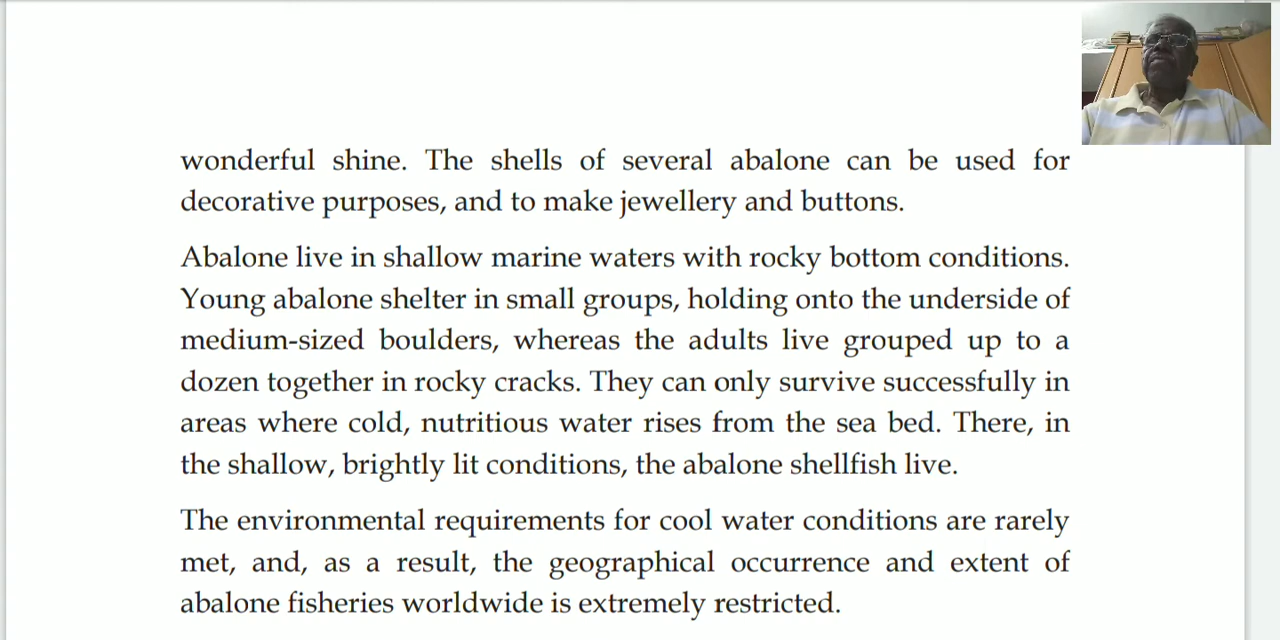 wonderful shine. The shells of several abalone can be used for
decorative purposes, and to make jewellery and buttons.
Abalone live in shallow marine waters with rocky bottom conditions.
Young abalone shelter in small groups, holding onto the underside of
medium-sized boulders, whereas the adults live grouped up to a
dozen together in rocky cracks. They can only survive successfully in
areas where cold, nutritious water rises from the sea bed. There, in
the shallow, brightly lit conditions, the abalone shellfish live.
The environmental requirements for cool water conditions are rarely
met, and, as a result, the geographical occurrence and extent of
abalone fisheries worldwide is extremely restricted.